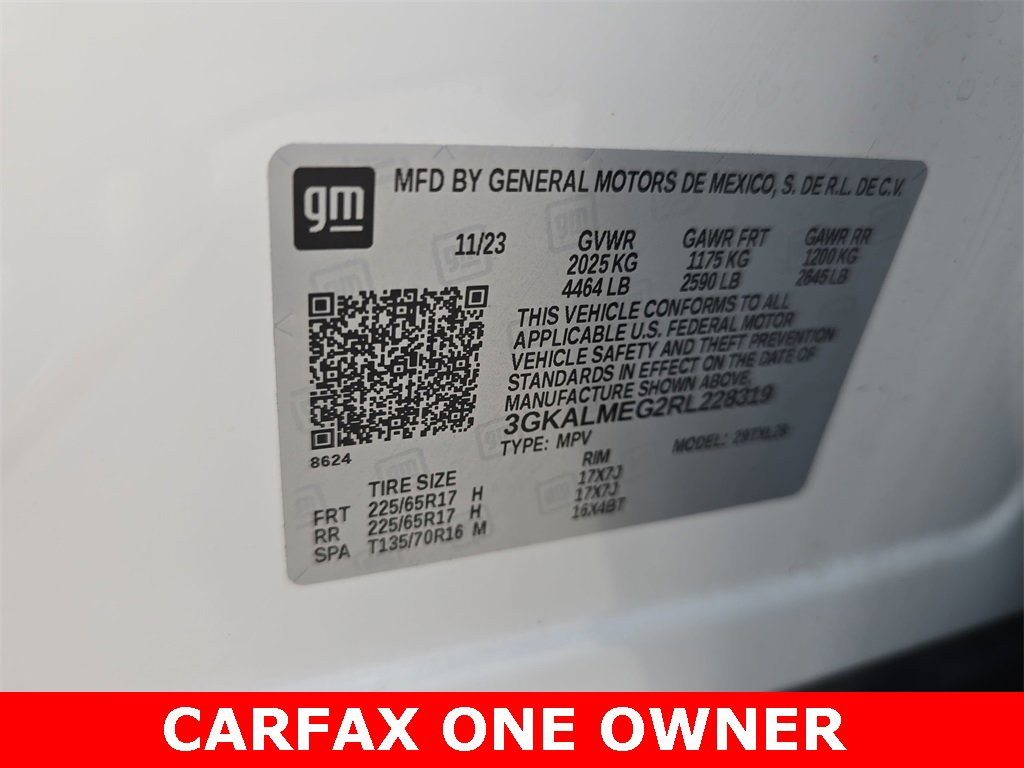 gm
MFD BY GENERAL MOTORS DE MEXICO, S. DE R.L. DE C.V.
11/23 GVWR GAWR FRT GAWR RR
2025 KG 1175 KG 1200 KG
4464 LB 2590 LB 2645 LB
THIS VEHICLE CONFORMS TO ALL
APPLICABLE U.S. FEDERAL MOTOR
VEHICLE SAFETY AND THEFT PREVENTION
STANDARDS IN EFFECT ON THE DATE OF
MANUFACTURE SHOWN ABOVE.
3GKALMEG2RL228319
TYPE: MPV MODEL:
8624
TIRE SIZE RIM
FRT 225/65R17 H 17X7J
RR 225/65R17 H 17X7J
SPA T135/70R16 M 16X4BT
CARFAX ONE OWNER